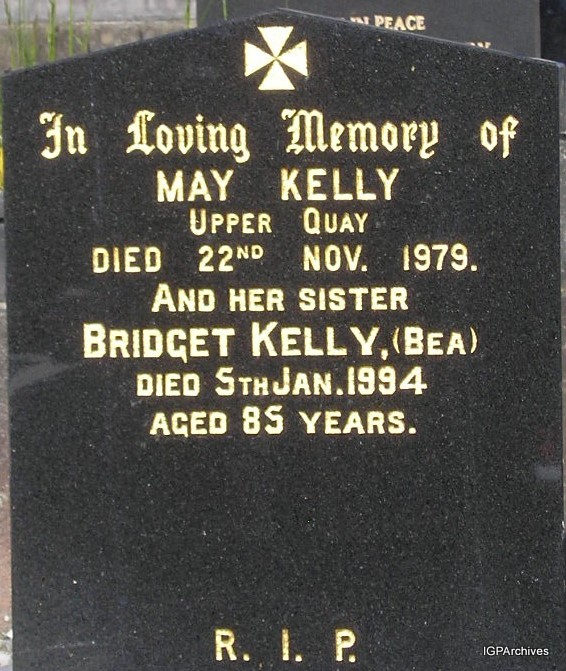 IN PEACE
In Loving Memory of
MAY KELLY
UPPER QUAY
DIED 22ND NOV. 1979.
AND HER SISTER
BRIDGET KELLY, (BEA)
DIED 5TH JAN. 1994
AGED 85 YEARS.
R. I. P.
IGPArchives